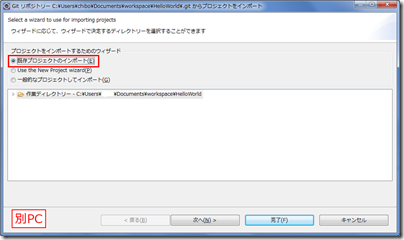 Git リポジトリー C:¥Users¥chibo¥Documents¥workspace¥HelloWorld¥.git からプロジェクトをインポート
Select a wizard to use for importing projects
ウィザードに応じて、ウィザードで決定するディレクトリーを選択することができます
プロジェクトをインポートするためのウィザード
既存プロジェクトのインポート(E)
Use the New Project wizard(P)
一般的なプロジェクトとしてインポート(G)
作業ディレクトリー - C:¥Users¥ ¥Documents¥workspace¥HelloWorld
別PC
< 戻る(B)
次へ(N) >
完了(F)
キャンセル